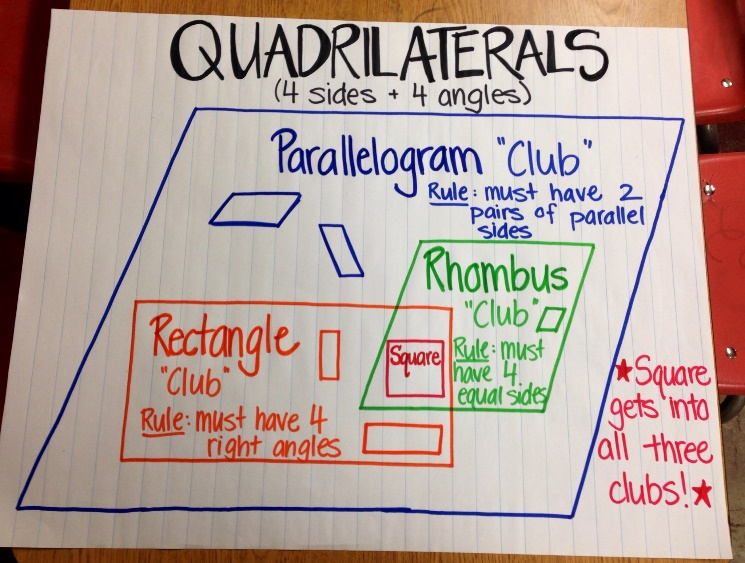 QUADRILATERALS
(4 sides + 4 angles)
Parallelogram "Club"
Rule: must have 2
pairs of parallel
sides
Rhombus
"Club"
Rule: must
have 4
equal sides
Rectangle
"Club"
Rule: must have 4
right angles
Square
★Square
gets into
all three
clubs!★